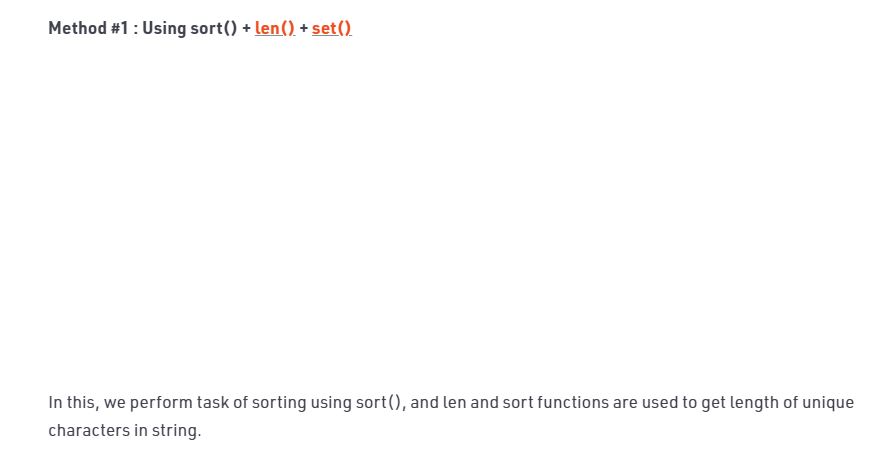 Method #1 : Using sort() + len() + set()
In this, we perform task of sorting using sort(), and len and sort functions are used to get length of unique
characters in string.